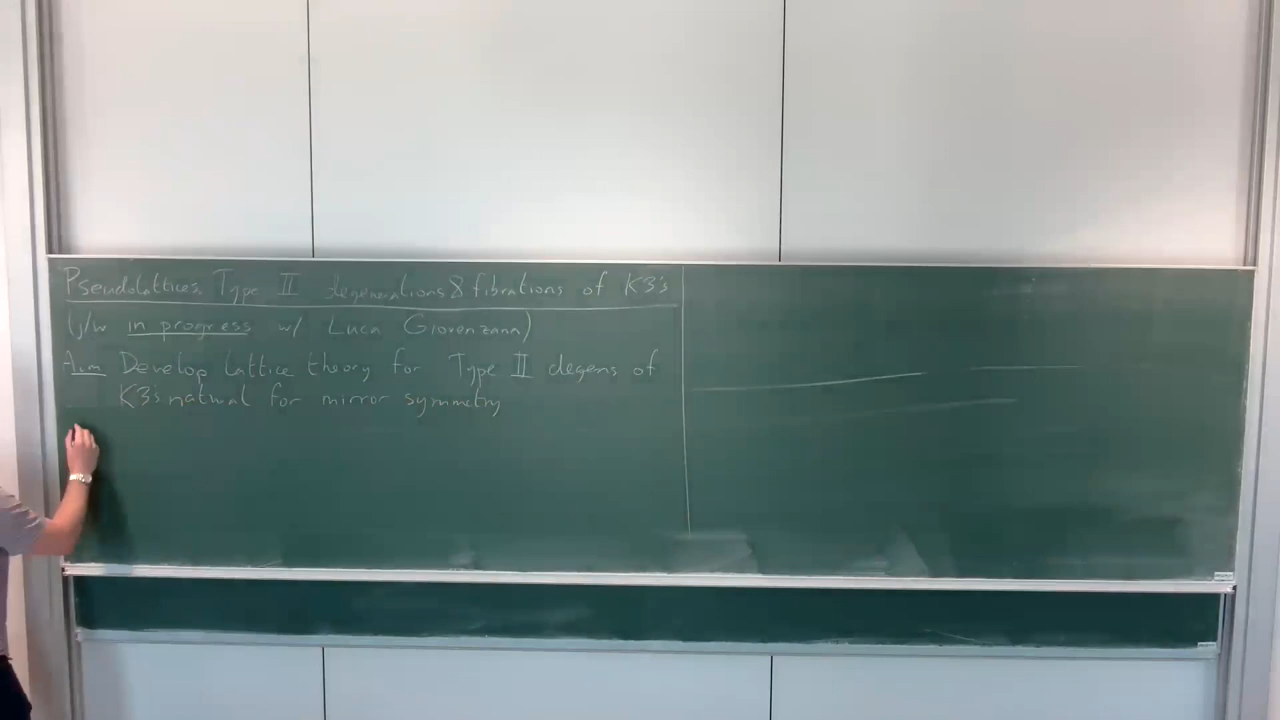 Pseudolattices, Type II degenerations & fibrations of K3's
(j/w in progress w/ Luca Giovenzana)
Aim Develop lattice theory for Type II degens of
K3's natural for mirror symmetry